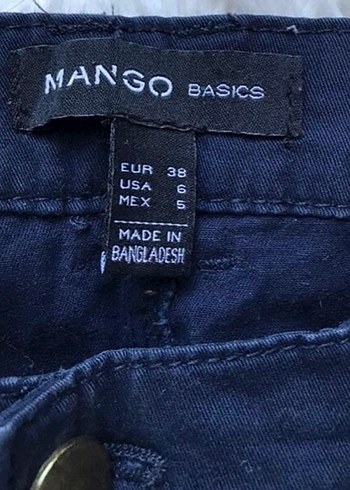 MANGO BASICS
EUR 38
USA 6
MEX 5
MADE IN
BANGLADESH